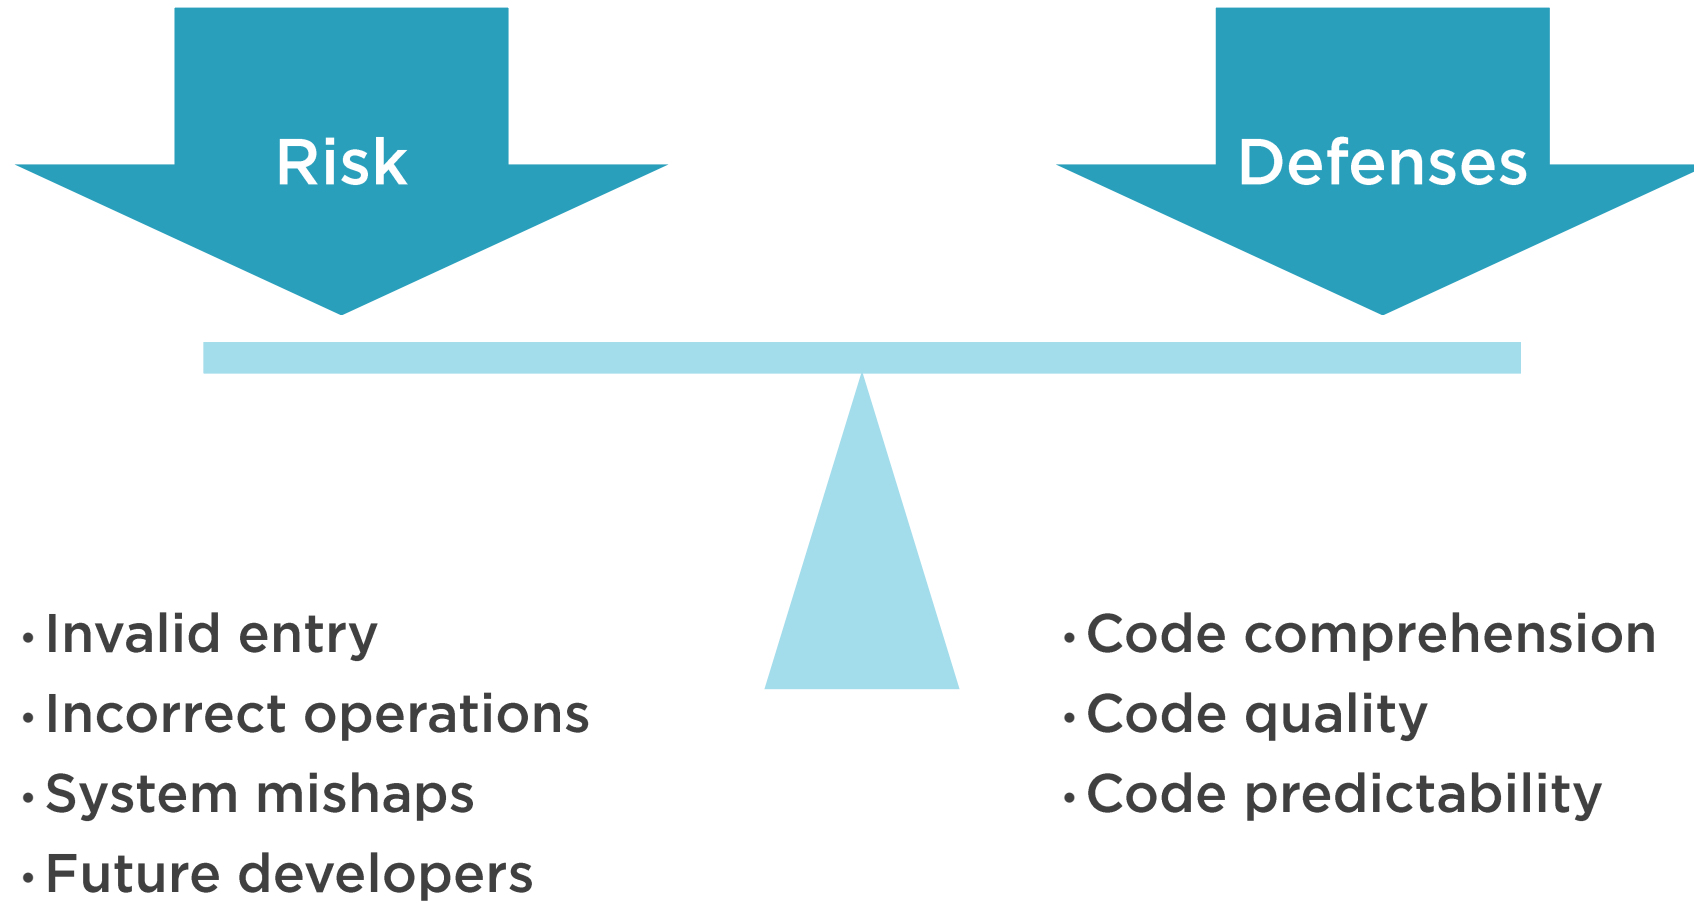 Risk
Defenses
• Invalid entry
• Incorrect operations
• System mishaps
• Future developers
• Code comprehension
• Code quality
• Code predictability